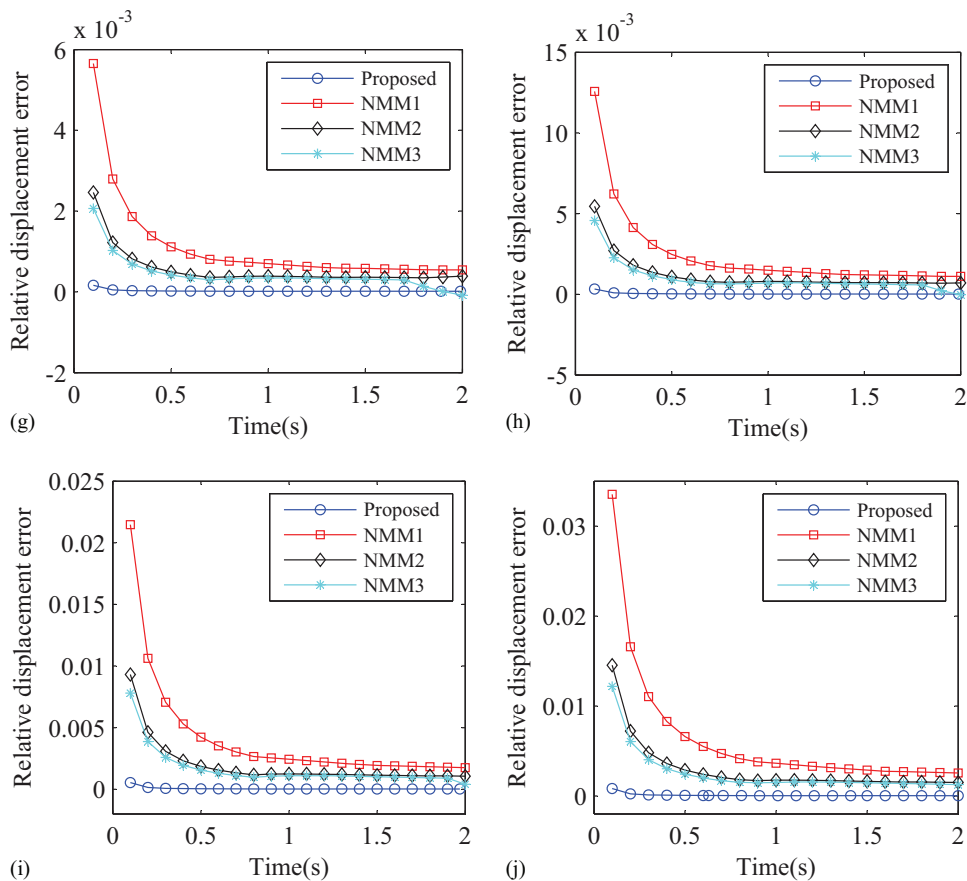 x 10⁻³
6
4
2
0
-2
Relative displacement error
Proposed
NMM1
NMM2
NMM3
0 0.5 1 1.5 2
Time(s)
(g)
x 10⁻³
15
10
5
0
-5
Relative displacement error
Proposed
NMM1
NMM2
NMM3
0 0.5 1 1.5 2
Time(s)
(h)
0.025
0.02
0.015
0.01
0.005
0
Relative displacement error
Proposed
NMM1
NMM2
NMM3
0 0.5 1 1.5 2
Time(s)
(i)
0.03
0.02
0.01
0
Relative displacement error
Proposed
NMM1
NMM2
NMM3
0 0.5 1 1.5 2
Time(s)
(j)